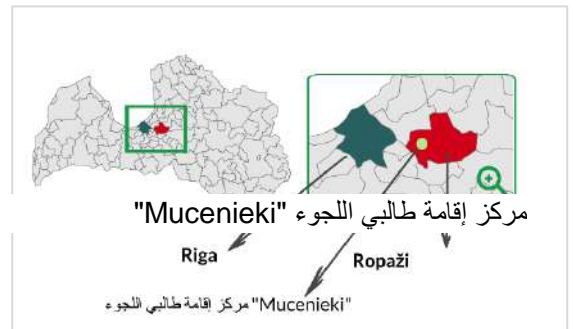 مركز إقامة طالبي اللجوء "Mucenieki"
Riga
Ropaži
"Mucenieki" مركز إقامة طالبي اللجوء